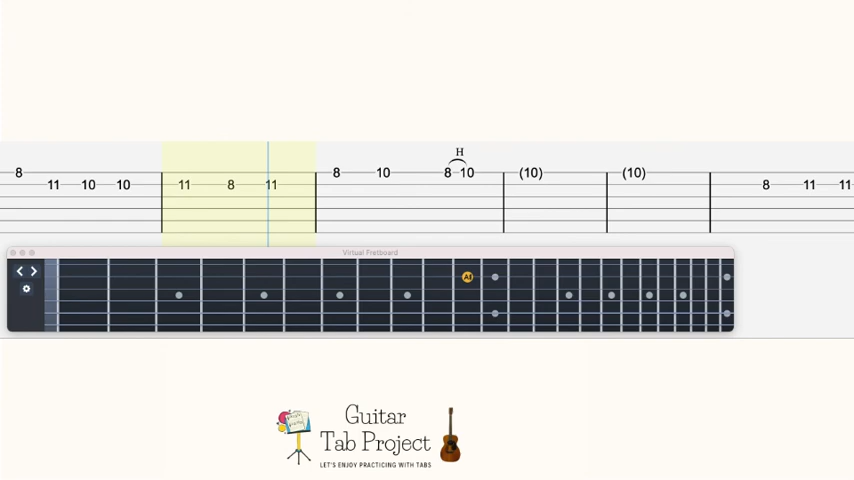 H
8 8 10 8 10 (10) (10)
11 10 10 11 8 11 8 11 11
Virtual Fretboard
A#
Guitar
Tab Project
LET'S ENJOY PRACTICING WITH TABS